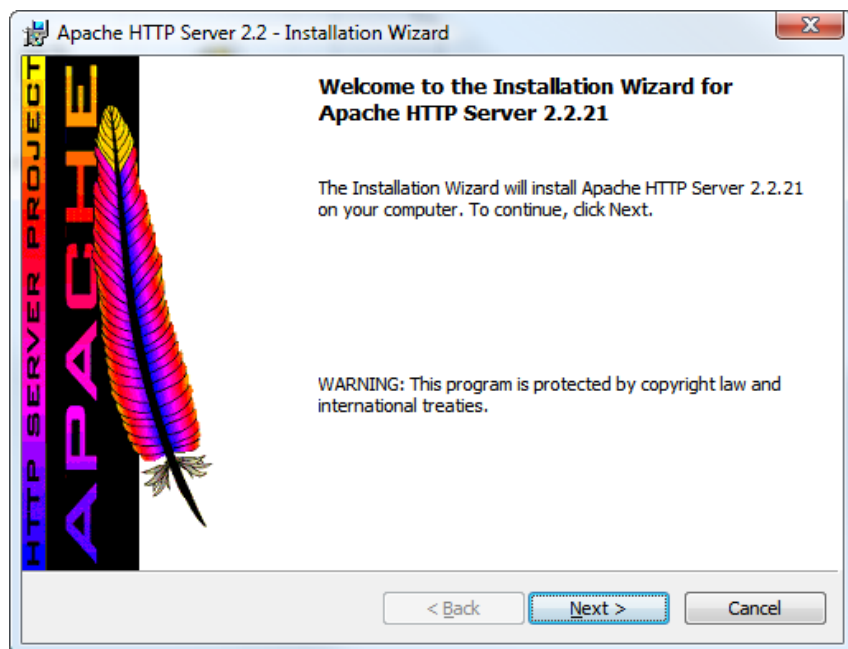 Apache HTTP Server 2.2 - Installation Wizard
HTTP SERVER PROJECT
APACHE
Welcome to the Installation Wizard for
Apache HTTP Server 2.2.21
The Installation Wizard will install Apache HTTP Server 2.2.21
on your computer. To continue, click Next.
WARNING: This program is protected by copyright law and
international treaties.
< Back
Next >
Cancel